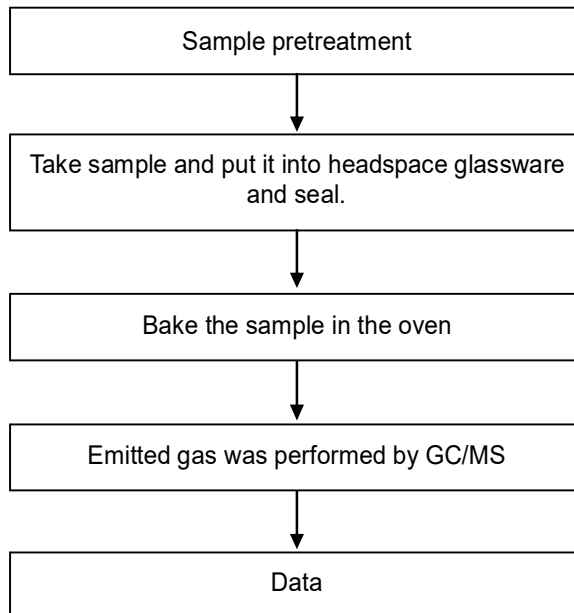 Sample pretreatment
Take sample and put it into headspace glassware
and seal.
Bake the sample in the oven
Emitted gas was performed by GC/MS
Data